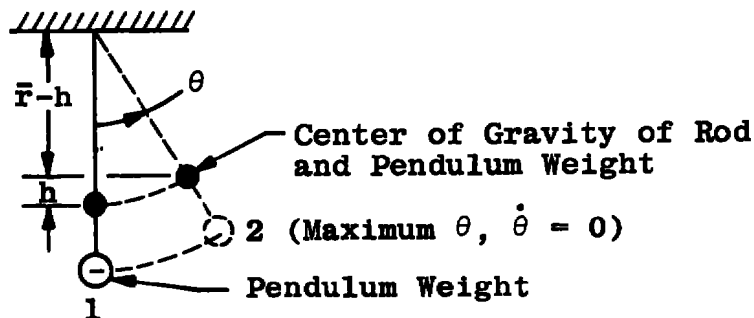 r̄-h
θ
Center of Gravity of Rod
and Pendulum Weight
h
2 (Maximum θ, θ̇ = 0)
Pendulum Weight
1